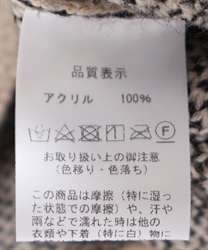 品質表示
アクリル 100%
F
お取り扱い上の御注意
(色移り・色落ち)
この商品は摩擦(特に湿っ
た状態での摩擦)や、汗や
雨などで濡れた時は他の
衣類や下着(特に白)物に